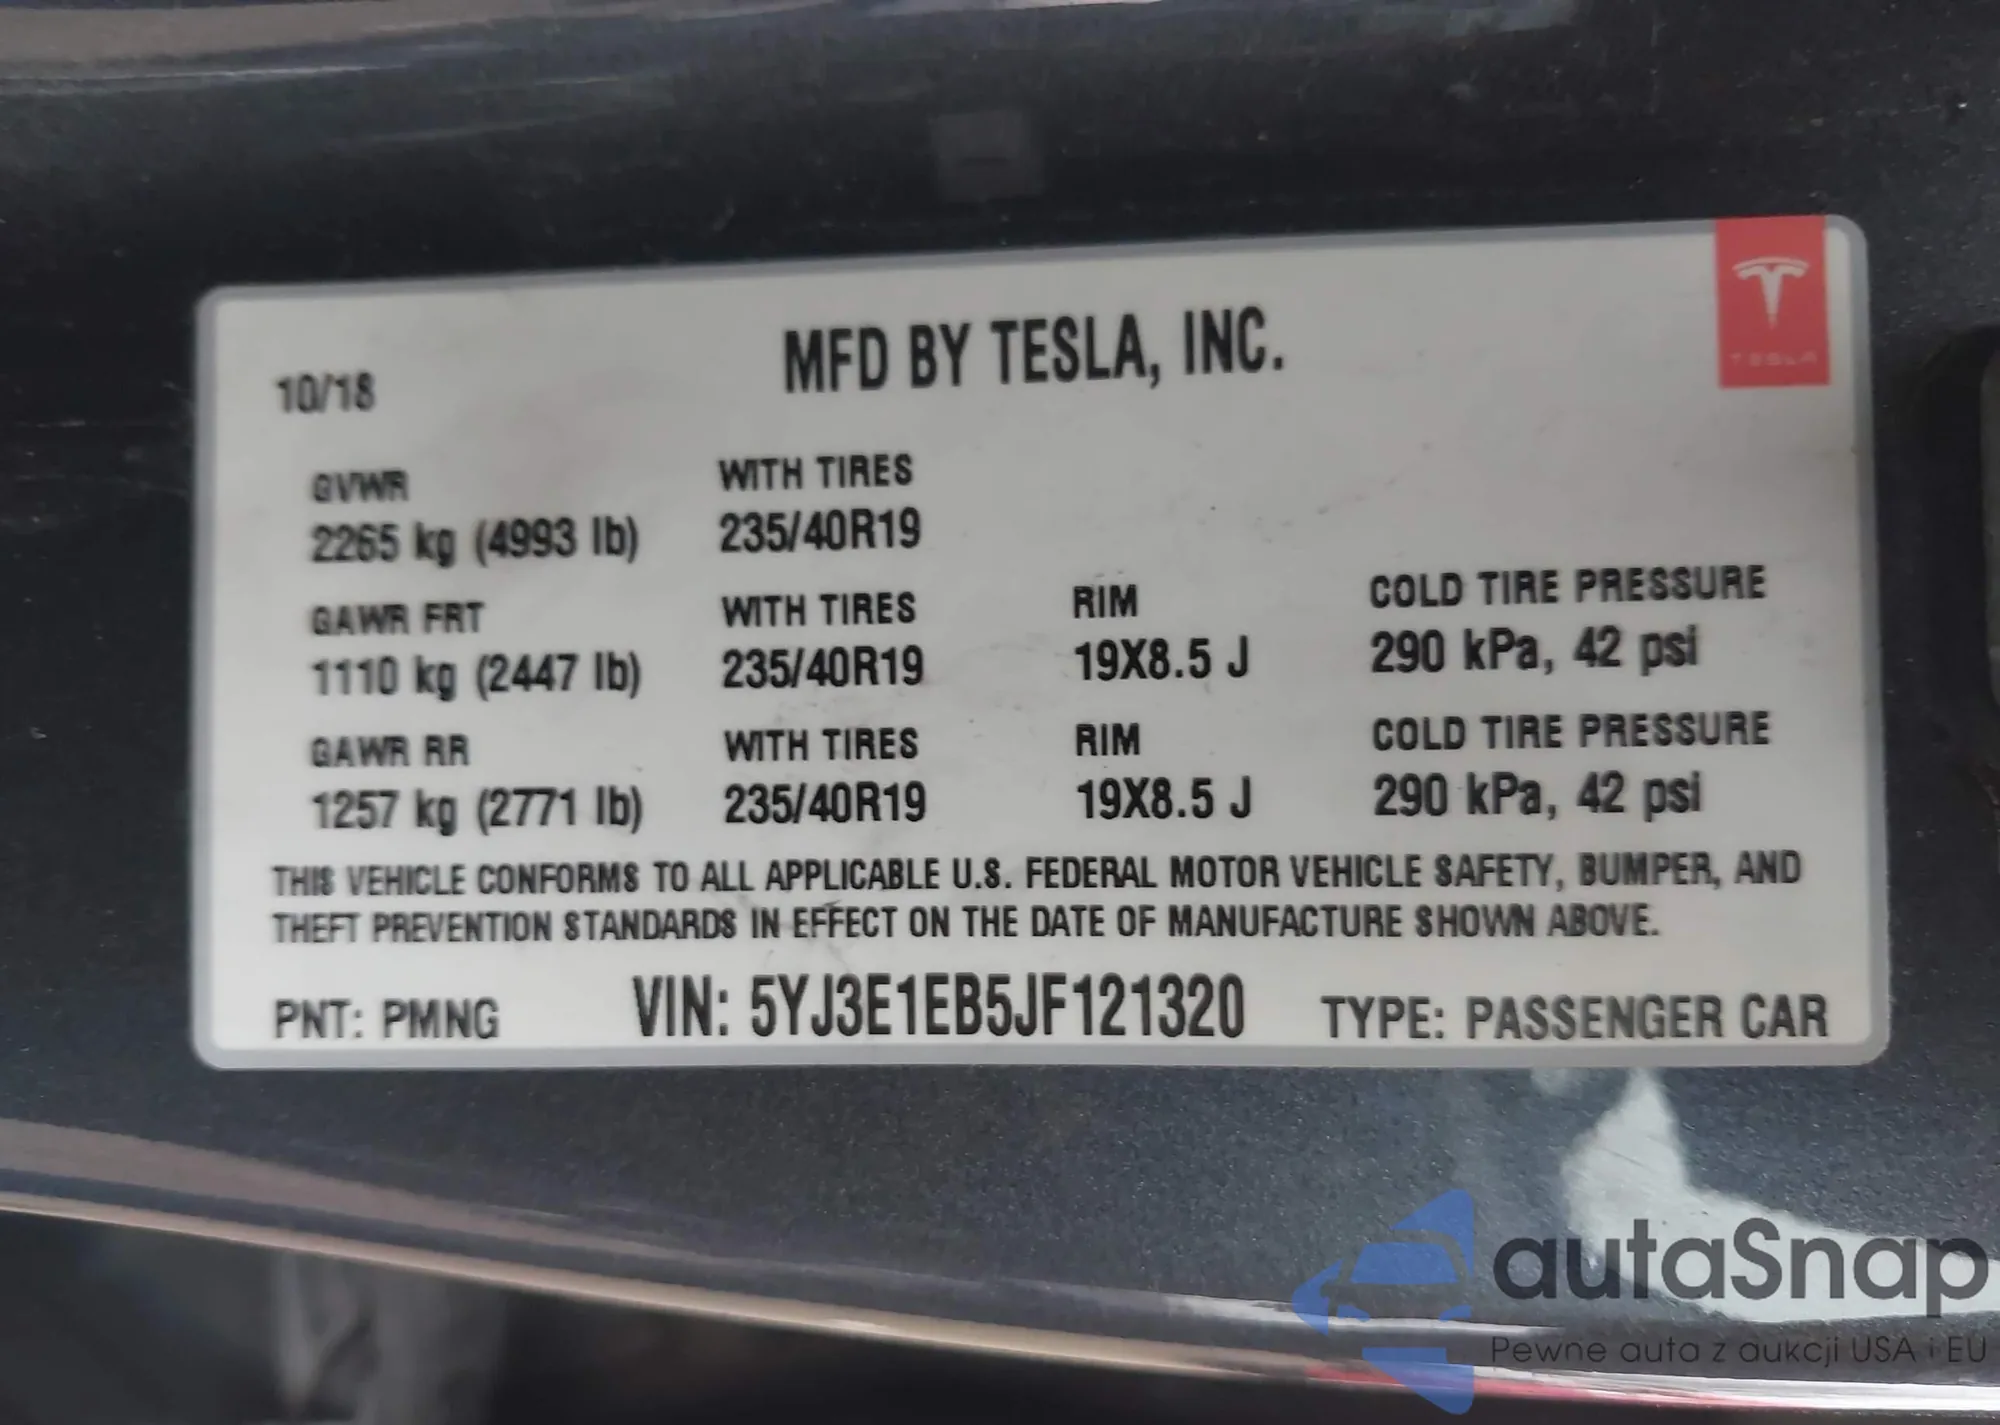 TESLA
10/18
MFD BY TESLA, INC.
GVWR WITH TIRES
2265 kg (4993 lb) 235/40R19
GAWR FRT WITH TIRES RIM COLD TIRE PRESSURE
1110 kg (2447 lb) 235/40R19 19X8.5 J 290 kPa, 42 psi
GAWR RR WITH TIRES RIM COLD TIRE PRESSURE
1257 kg (2771 lb) 235/40R19 19X8.5 J 290 kPa, 42 psi
THIS VEHICLE CONFORMS TO ALL APPLICABLE U.S. FEDERAL MOTOR VEHICLE SAFETY, BUMPER, AND
THEFT PREVENTION STANDARDS IN EFFECT ON THE DATE OF MANUFACTURE SHOWN ABOVE.
PNT: PMNG VIN: 5YJ3E1EB5JF121320 TYPE: PASSENGER CAR
autaSnap
Pewne auta z aukcji USA i EU